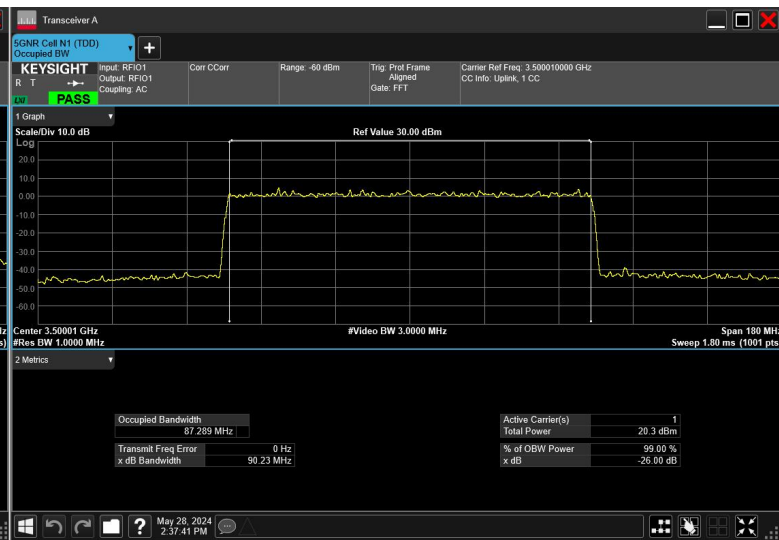 Transceiver A
5GNR Cell N1 (TDD)
Occupied BW
KEYSIGHT
R T
LXI
PASS
Input: RFIO1
Output: RFIO1
Coupling: AC
Corr CCorr
Range: -60 dBm
Trig: Prot Frame
Aligned
Gate: FFT
Carrier Ref Freq: 3.500010000 GHz
CC Info: Uplink, 1 CC
1 Graph
Scale/Div 10.0 dB
Ref Value 30.00 dBm
Log
20.0
10.0
0.00
-10.0
-20.0
-30.0
-40.0
-50.0
-60.0
Center 3.50001 GHz
#Video BW 3.0000 MHz
Span 180 MHz
#Res BW 1.0000 MHz
Sweep 1.80 ms (1001 pts
2 Metrics
Occupied Bandwidth
87.289 MHz
Transmit Freq Error 0 Hz
x dB Bandwidth 90.23 MHz
Active Carrier(s) 1
Total Power 20.3 dBm
% of OBW Power 99.00 %
x dB -26.00 dB
May 28, 2024
2:37:41 PM